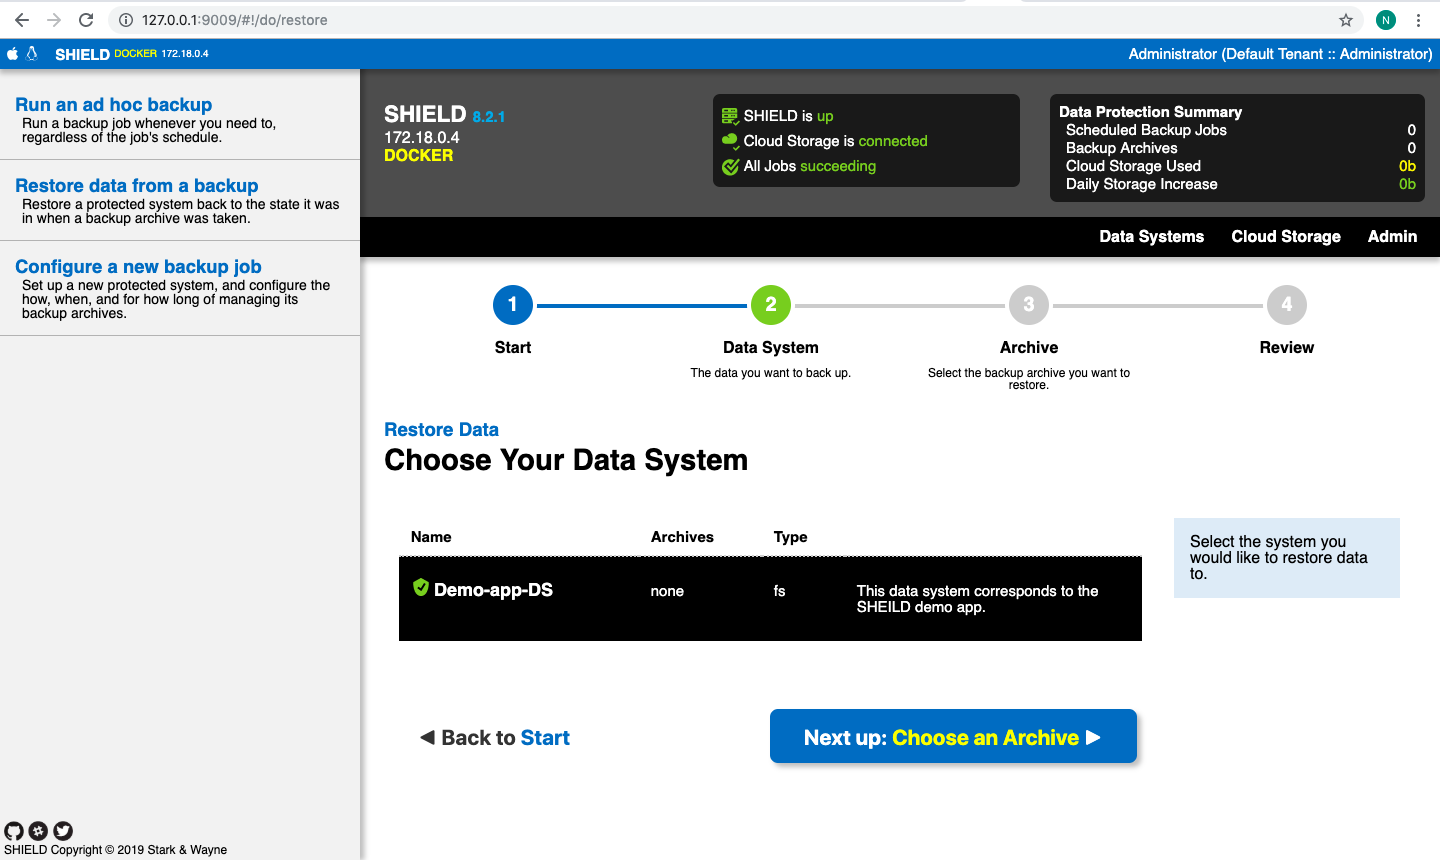 127.0.0.1:9009/#!/do/restore
N
SHIELD DOCKER 172.18.0.4
Administrator (Default Tenant :: Administrator)
Run an ad hoc backup
Run a backup job whenever you need to,
regardless of the job's schedule.
Restore data from a backup
Restore a protected system back to the state it was
in when a backup archive was taken.
Configure a new backup job
Set up a new protected system, and configure the
how, when, and for how long of managing its
backup archives.
SHIELD 8.2.1
172.18.0.4
DOCKER
SHIELD is up
Cloud Storage is connected
All Jobs succeeding
Data Protection Summary
Scheduled Backup Jobs 0
Backup Archives 0
Cloud Storage Used 0b
Daily Storage Increase 0b
Data Systems Cloud Storage Admin
1 2 3 4
Start Data System Archive Review
The data you want to back up.
Select the backup archive you want to
restore.
Restore Data
Choose Your Data System
Name Archives Type
Demo-app-DS none fs This data system corresponds to the
SHEILD demo app.
Select the system you
would like to restore data
to.
Back to Start
Next up: Choose an Archive
SHIELD Copyright © 2019 Stark & Wayne